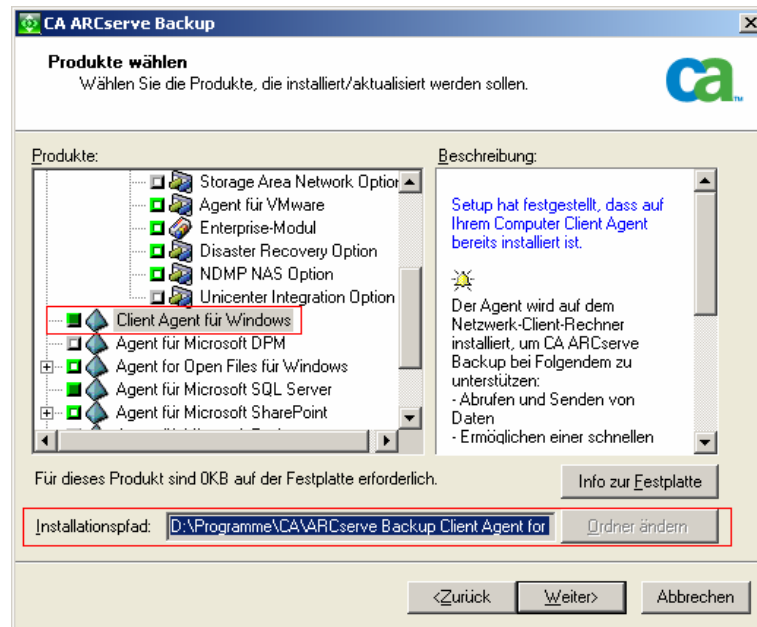 CA ARCserve Backup
Produkte wählen
Wählen Sie die Produkte, die installiert/aktualisiert werden sollen.
ca
TM
Produkte:
Storage Area Network Option
Agent für VMware
Enterprise-Modul
Disaster Recovery Option
NDMP NAS Option
Unicenter Integration Option
Client Agent für Windows
Agent für Microsoft DPM
Agent for Open Files für Windows
Agent für Microsoft SQL Server
Agent für Microsoft SharePoint
Beschreibung:
Setup hat festgestellt, dass auf
Ihrem Computer Client Agent
bereits installiert ist.
Der Agent wird auf dem
Netzwerk-Client-Rechner
installiert, um CA ARCserve
Backup bei Folgendem zu
unterstützen:
- Abrufen und Senden von
Daten
- Ermöglichen einer schnellen
Für dieses Produkt sind 0KB auf der Festplatte erforderlich.
Info zur Festplatte
Installationspfad: D:\Programme\CA\ARCserve Backup Client Agent for
Ordner ändern
<Zurück
Weiter>
Abbrechen